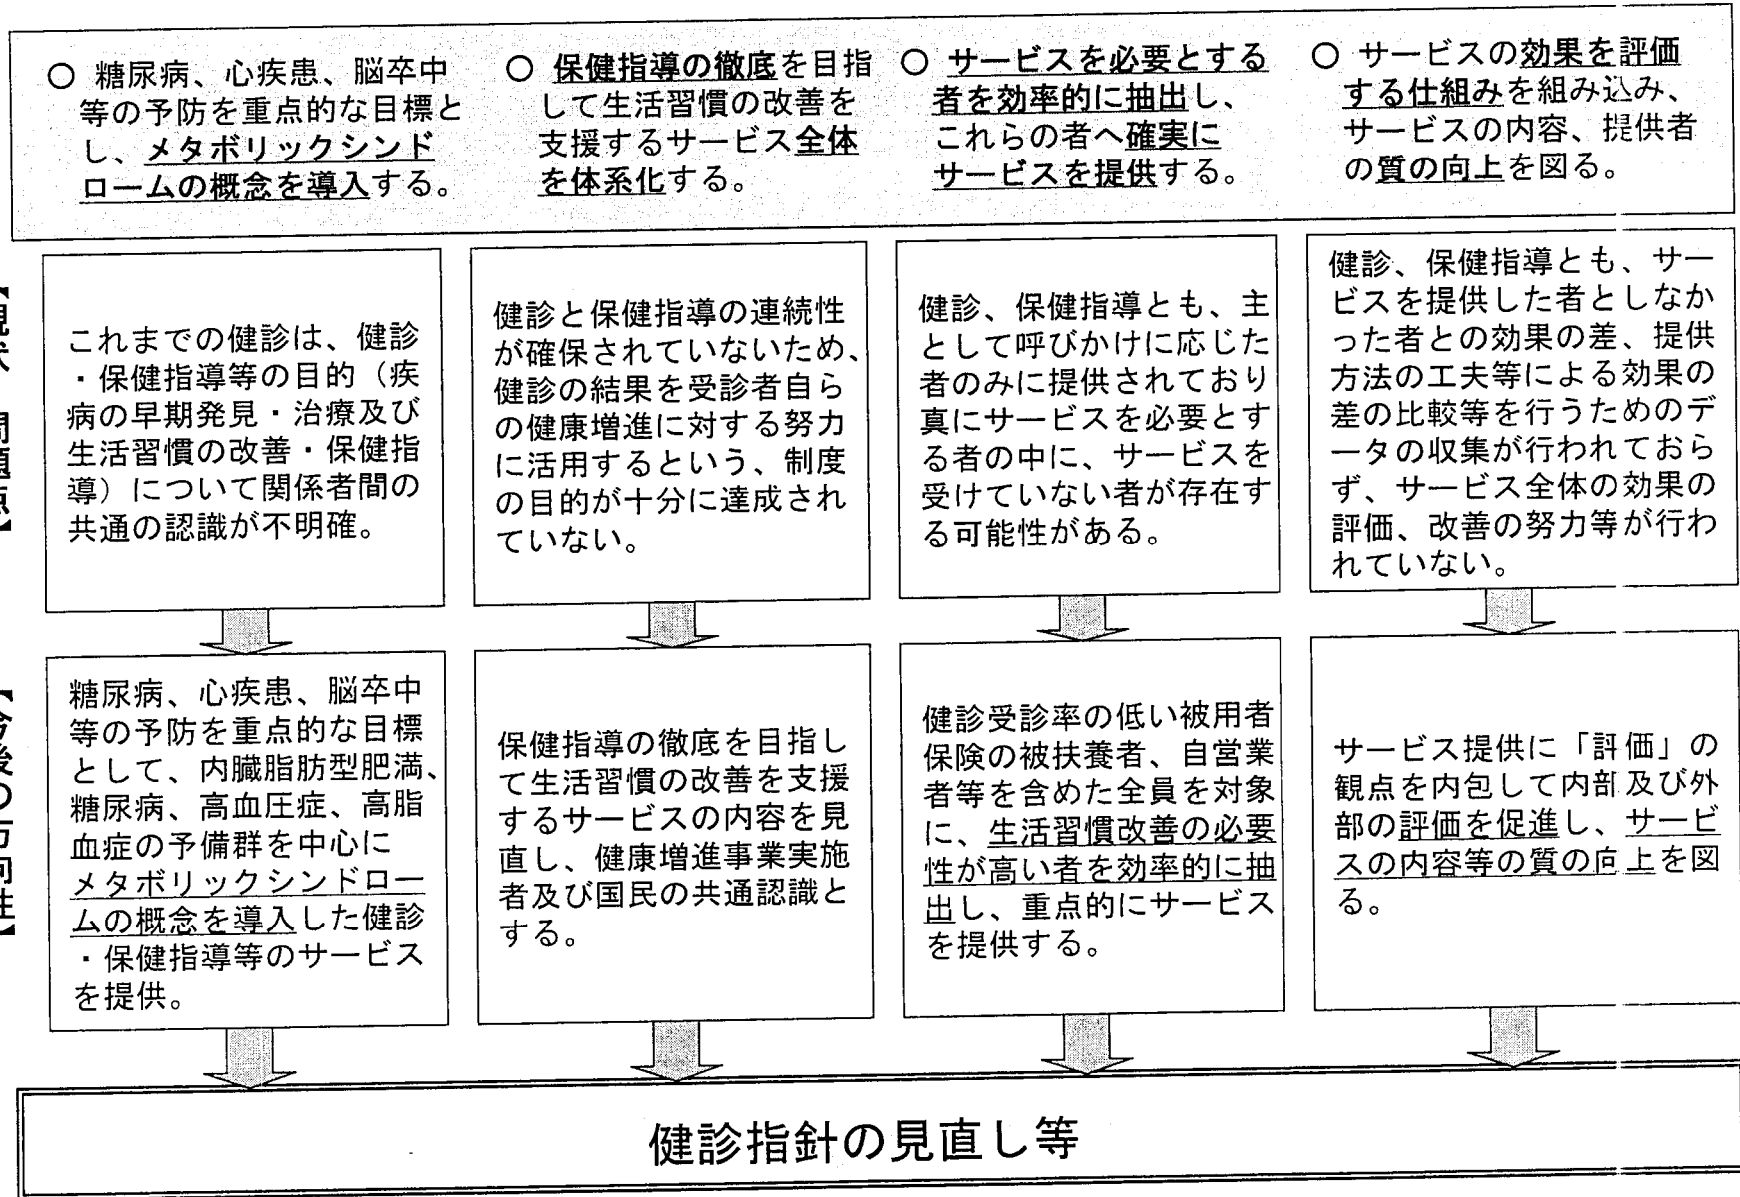 ○ 糖尿病、心疾患、脳卒中
等の予防を重点的な目標と
し、メタボリックシンド
ロームの概念を導入する。
○ 保健指導の徹底を目指
して生活習慣の改善を
支援するサービス全体
を体系化する。
○ サービスを必要とする
者を効率的に抽出し、
これらの者へ確実に
サービスを提供する。
○ サービスの効果を評価
する仕組みを組み込み、
サービスの内容、提供者
の質の向上を図る。
これまでの健診は、健診
・保健指導等の目的（疾
病の早期発見・治療及び
生活習慣の改善・保健指
導）について関係者間の
共通の認識が不明確。
健診と保健指導の連続性
が確保されていないため、
健診の結果を受診者自ら
の健康増進に対する努力
に活用するという、制度
の目的が十分に達成され
ていない。
健診、保健指導とも、主
として呼びかけに応じた
者のみに提供されており
真にサービスを必要とす
る者の中に、サービスを
受けていない者が存在す
る可能性がある。
健診、保健指導とも、サー
ビスを提供した者としなか
った者との効果の差、提供
方法の工夫等による効果の
差の比較等を行うためのデ
ータの収集が行われておら
ず、サービス全体の効果の
評価、改善の努力等が行わ
れていない。
【今後の方向性】
糖尿病、心疾患、脳卒中
等の予防を重点的な目標
として、内臓脂肪型肥満、
糖尿病、高血圧症、高脂
血症の予備群を中心に
メタボリックシンドロー
ムの概念を導入した健診
・保健指導等のサービス
を提供。
保健指導の徹底を目指し
て生活習慣の改善を支援
するサービスの内容を見
直し、健康増進事業実施
者及び国民の共通認識と
する。
健診受診率の低い被用者
保険の被扶養者、自営業
者等を含めた全員を対象
に、生活習慣改善の必要
性が高い者を効率的に抽
出し、重点的にサービス
を提供する。
サービス提供に「評価」の
観点を内包して内部及び外
部の評価を促進し、サービ
スの内容等の質の向上を図
る。
健診指針の見直し等